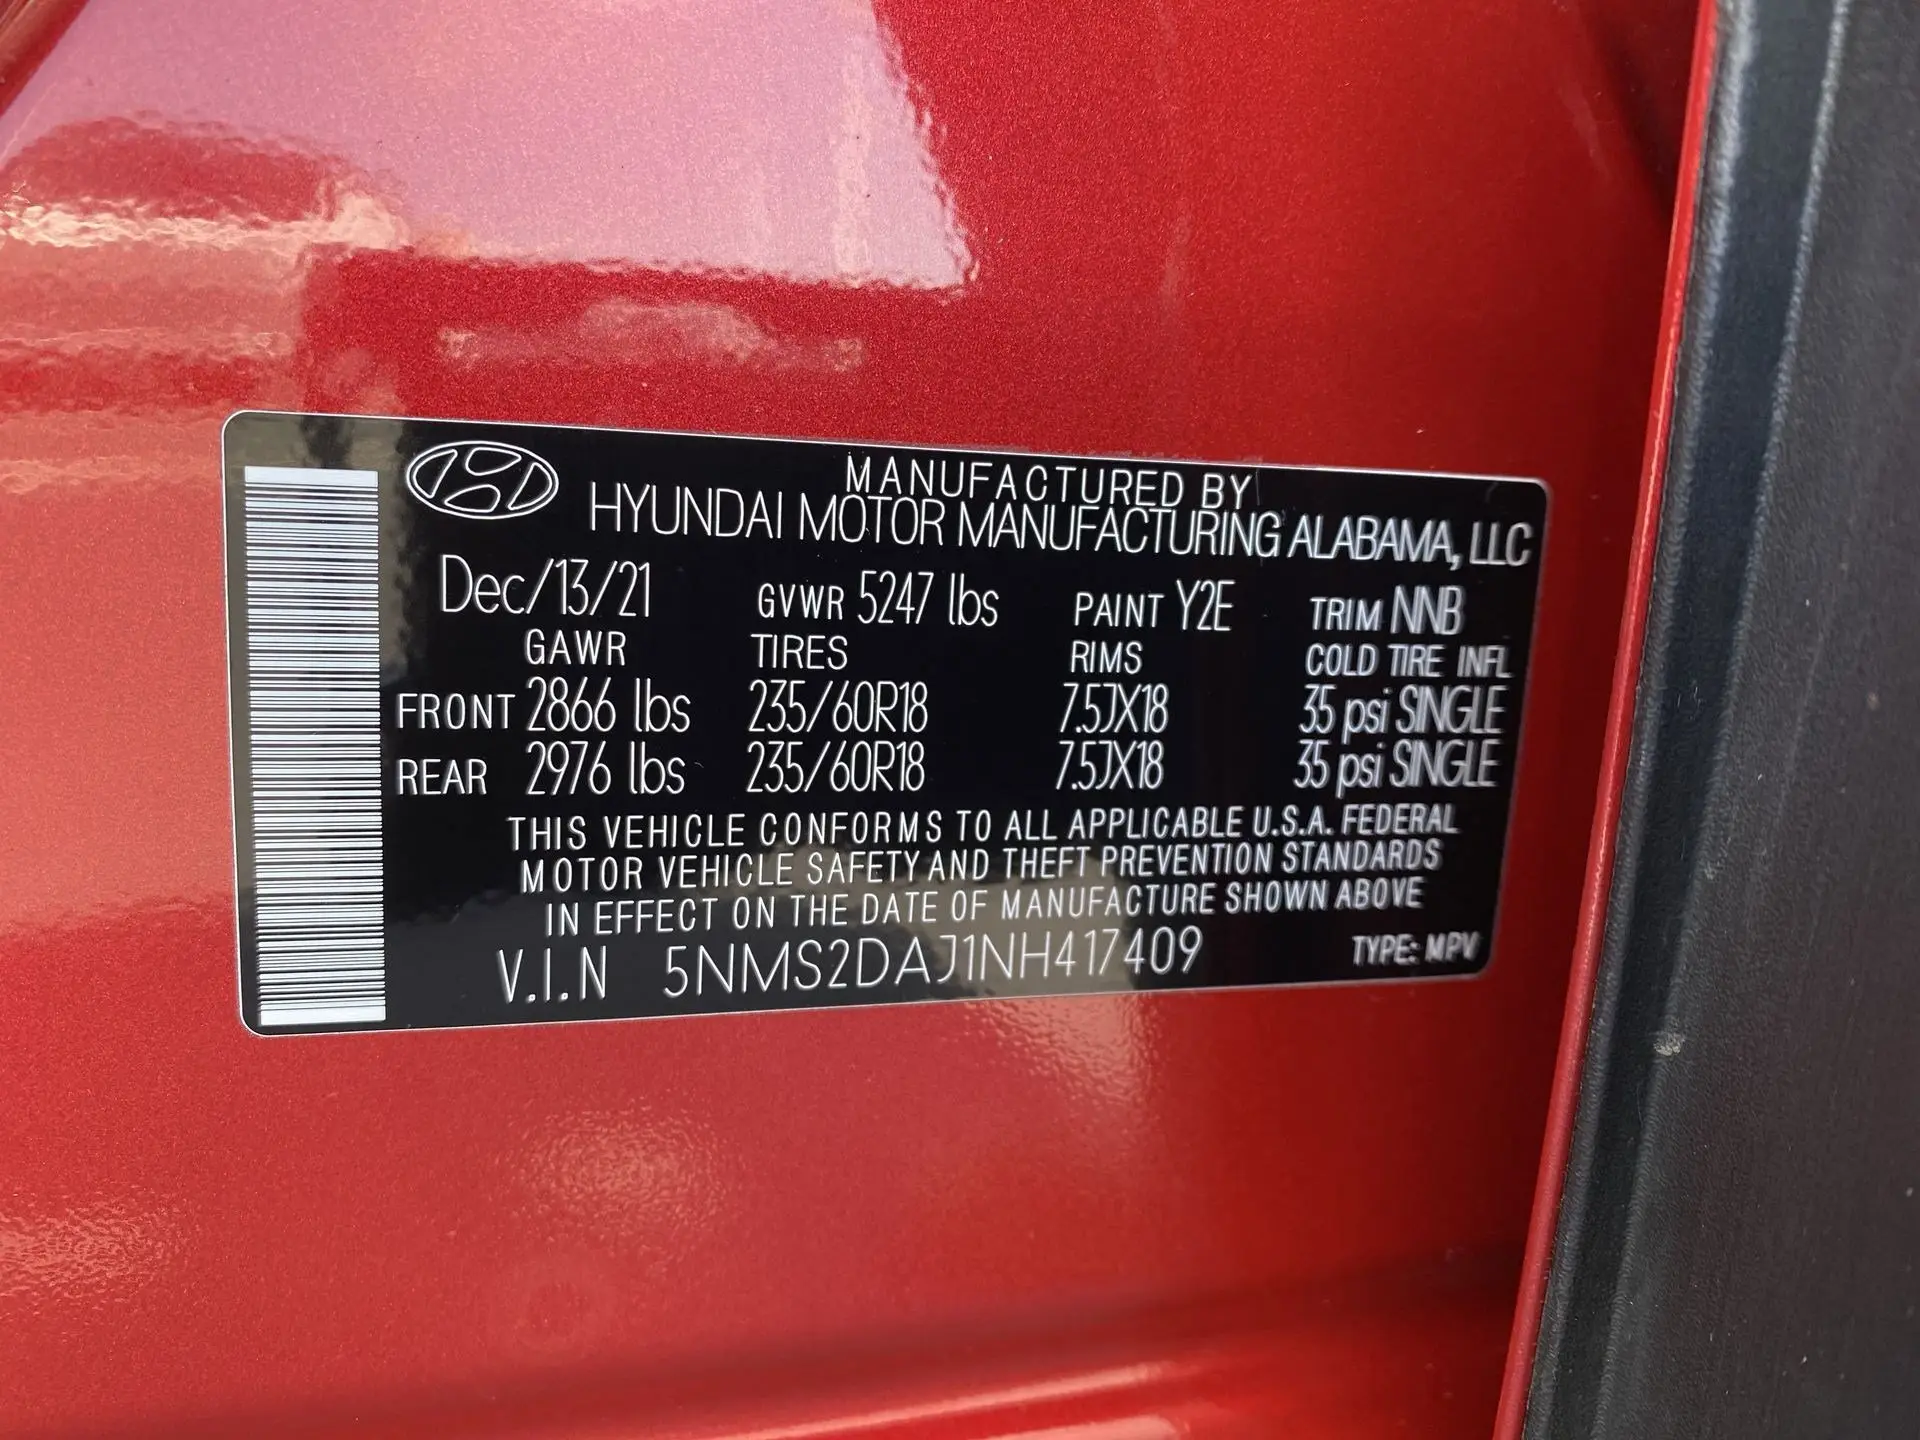 MANUFACTURED BY
HYUNDAI MOTOR MANUFACTURING ALABAMA, LLC
Dec/13/21 GVWR 5247 lbs PAINT Y2E TRIM NNB
GAWR TIRES RIMS COLD TIRE INFL
FRONT 2866 lbs 235/60R18 7.5JX18 35 psi SINGLE
REAR 2976 lbs 235/60R18 7.5JX18 35 psi SINGLE
THIS VEHICLE CONFORMS TO ALL APPLICABLE U.S.A. FEDERAL
MOTOR VEHICLE SAFETY AND THEFT PREVENTION STANDARDS
IN EFFECT ON THE DATE OF MANUFACTURE SHOWN ABOVE
V.I.N 5NMS2DAJ1NH417409 TYPE: MPV